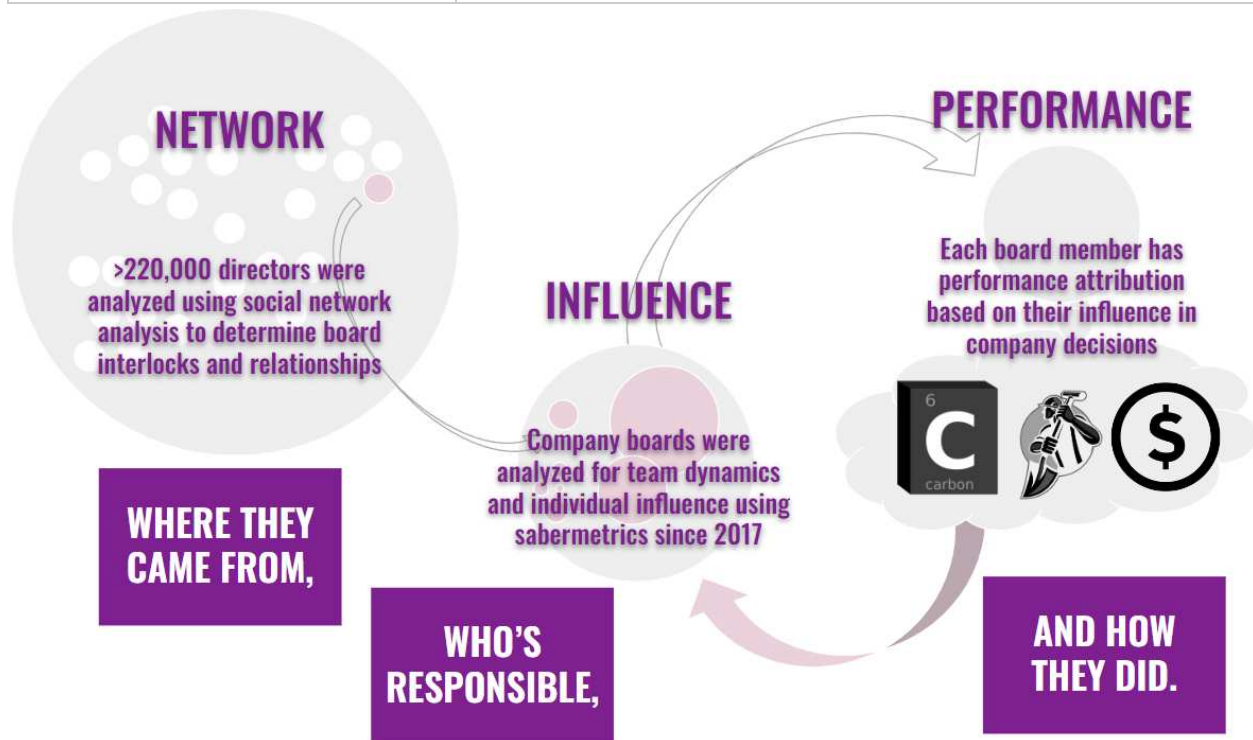 NETWORK
>220,000 directors were
analyzed using social network
analysis to determine board
interlocks and relationships
WHERE THEY
CAME FROM,
INFLUENCE
Company boards were
analyzed for team dynamics
and individual influence using
sabermetrics since 2017
WHO'S
RESPONSIBLE,
PERFORMANCE
Each board member has
performance attribution
based on their influence in
company decisions
6
C
carbon
$
AND HOW
THEY DID.